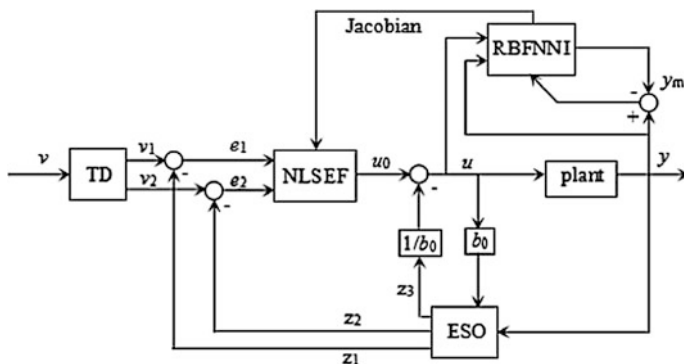 Jacobian
RBFNNI
-
ym
+
v
TD
v1
-
e1
v2
-
e2
NLSEF
u0
-
u
plant
y
1/b0
b0
z3
z2
ESO
z1